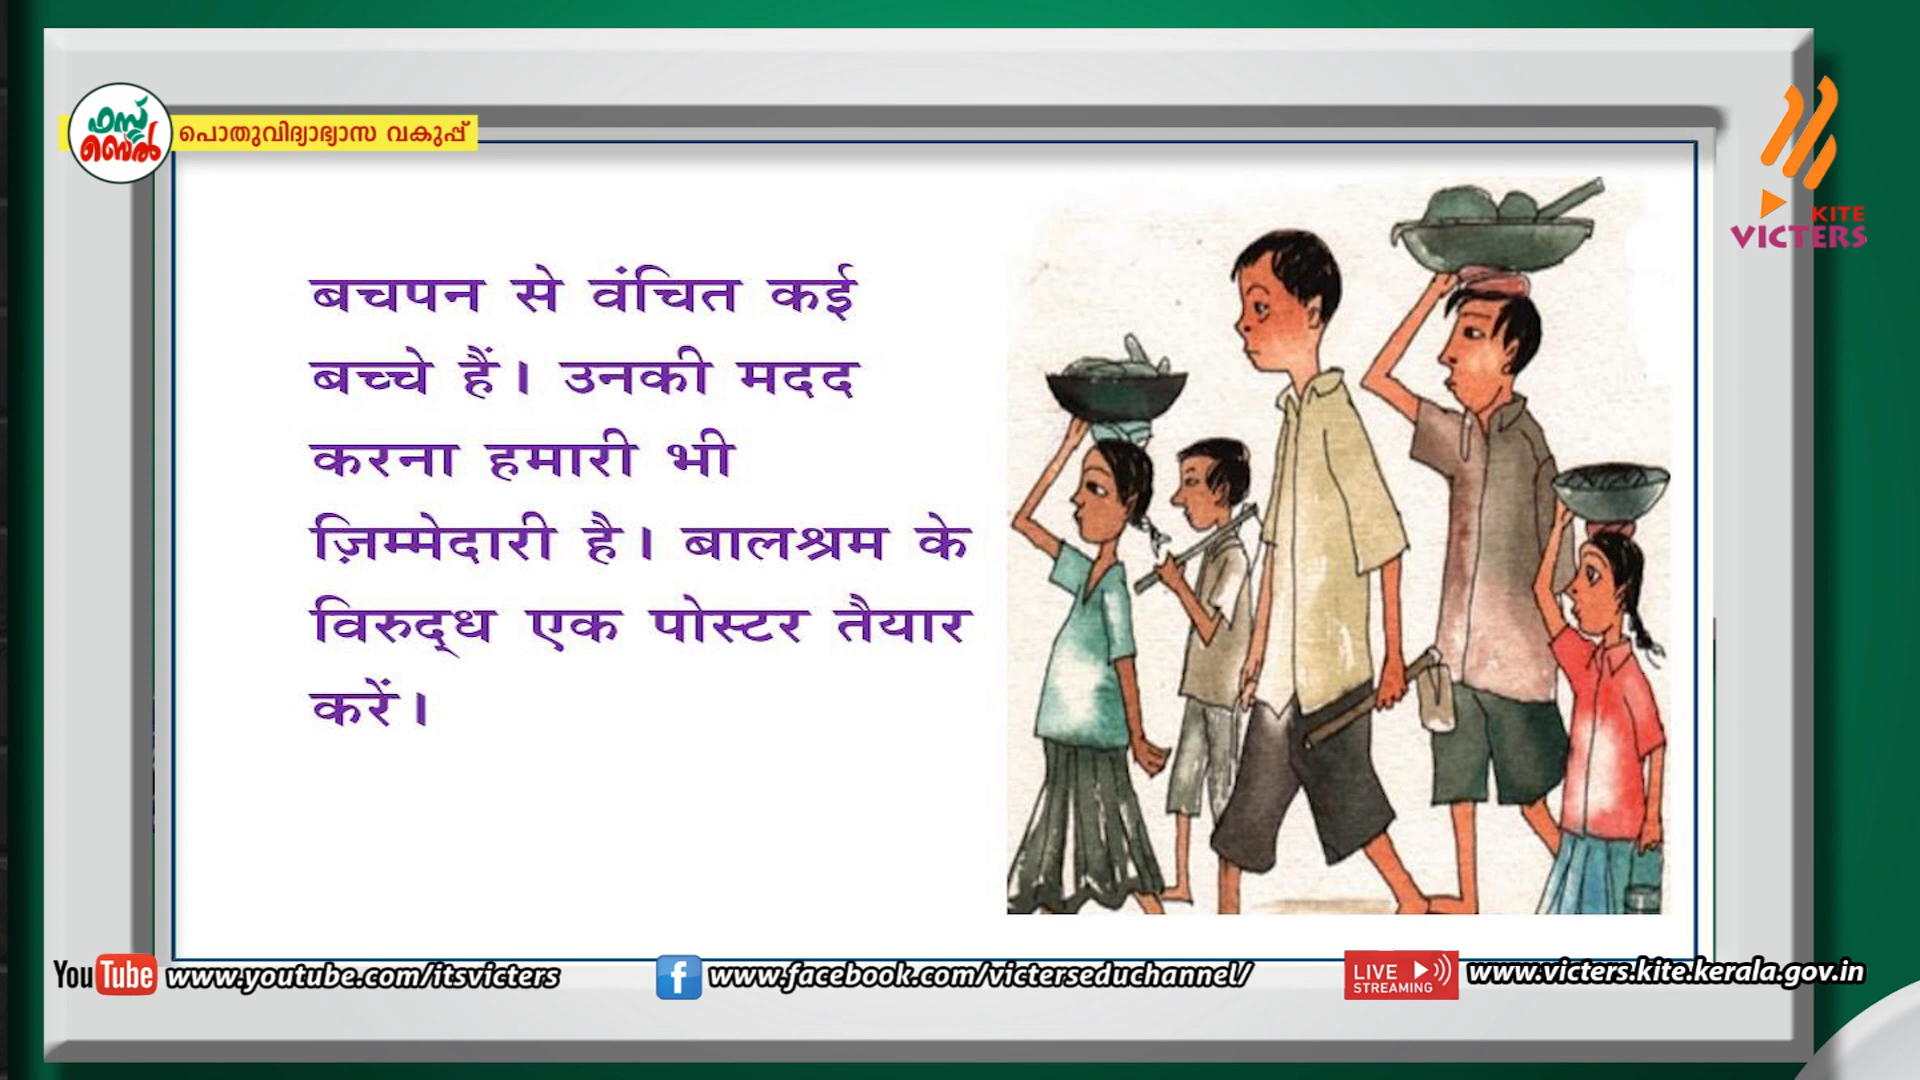 ഫസ്റ്റ്
ബെൽ
പൊതുവിദ്യാഭ്യാസ വകുപ്പ്
KITE
VICTERS
बचपन से वंचित कई
बच्चे हैं। उनकी मदद
करना हमारी भी
ज़िम्मेदारी है। बालश्रम के
विरुद्ध एक पोस्टर तैयार
करें।
YouTube www.youtube.com/itsvicters
f www.facebook.com/victerseduchannel/
LIVE
STREAMING
www.victers.kite.kerala.gov.in